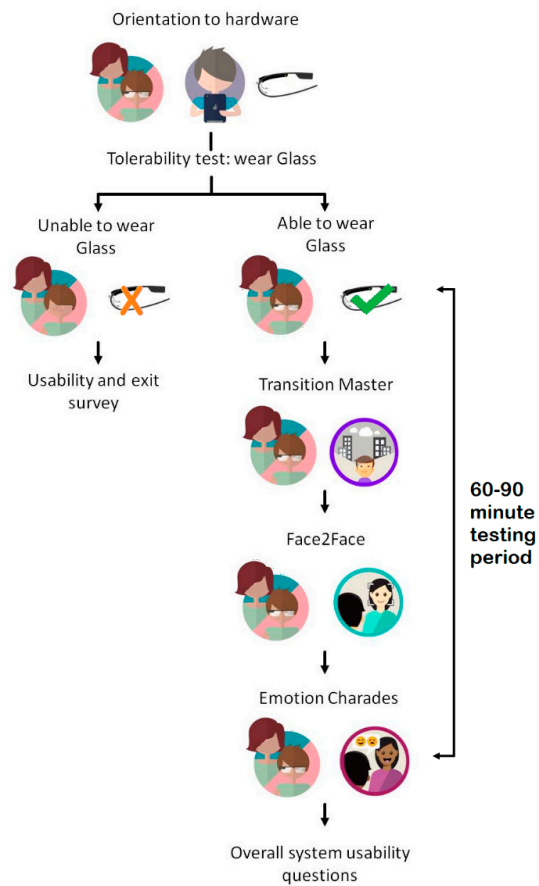 Orientation to hardware
Tolerability test: wear Glass
Unable to wear
Glass
Able to wear
Glass
Usability and exit
survey
Transition Master
Face2Face
Emotion Charades
60-90
minute
testing
period
Overall system usability
questions